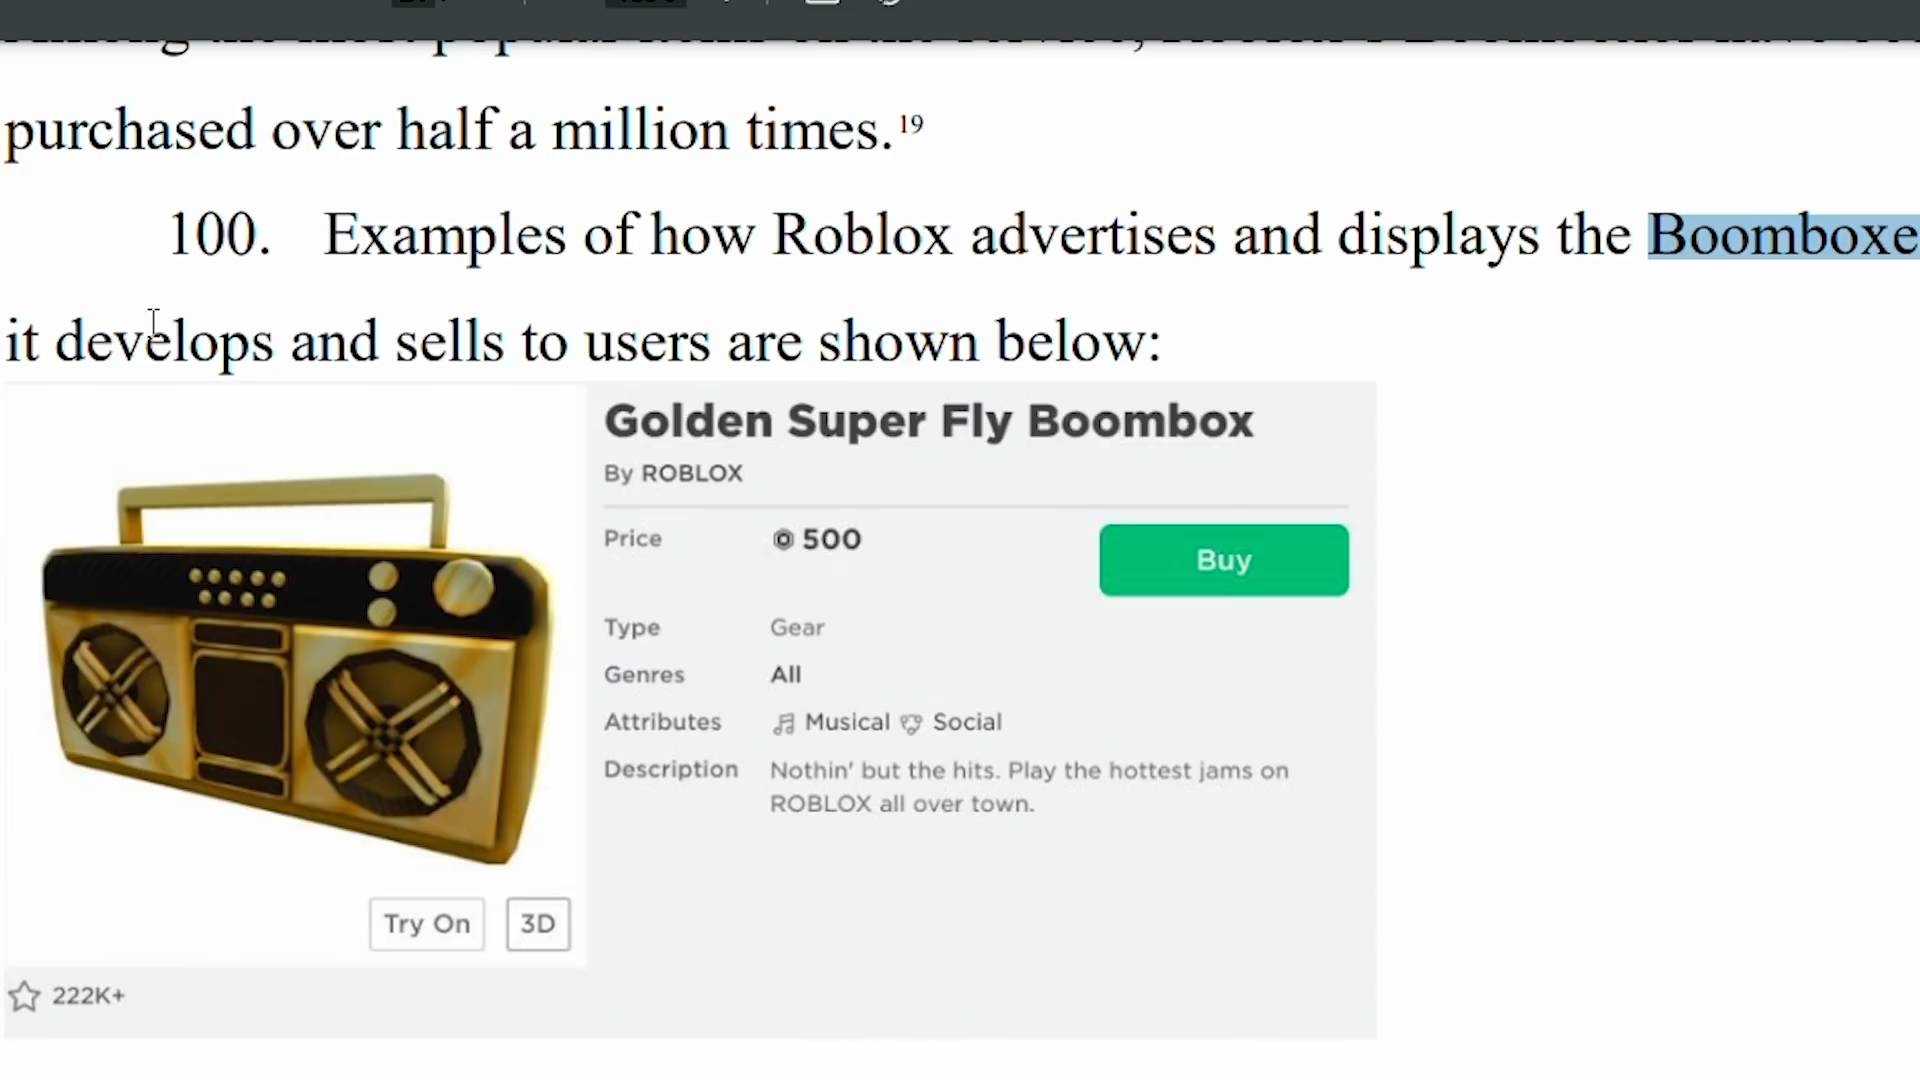 purchased over half a million times.19
100. Examples of how Roblox advertises and displays the Boomboxe
it develops and sells to users are shown below:
Golden Super Fly Boombox
By ROBLOX
Price 500
Buy
Type Gear
Genres All
Attributes Musical Social
Description Nothin' but the hits. Play the hottest jams on
ROBLOX all over town.
Try On 3D
222K+